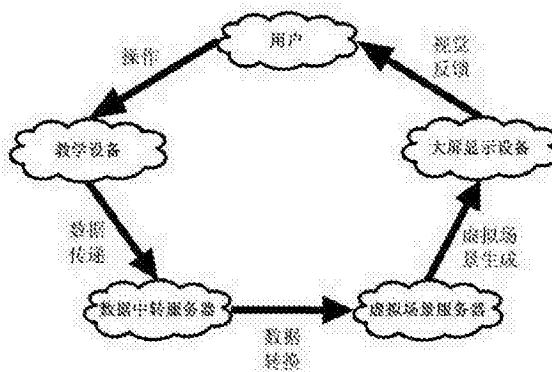 用户
操作
视觉
反馈
教学设备
大屏显示设备
数据
传递
虚拟场
景生成
数据中转服务器
虚拟场景服务器
数据
转换